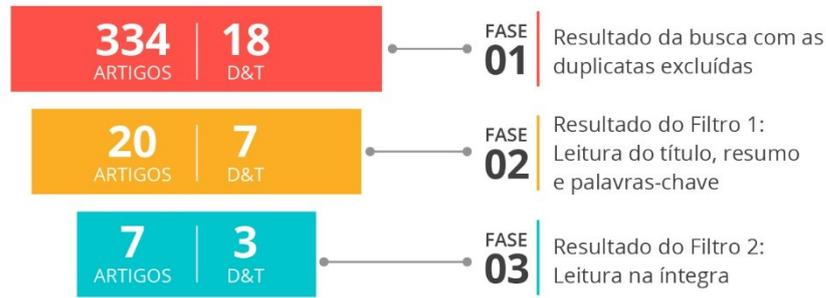 334 18
ARTIGOS D&T
FASE
01
Resultado da busca com as
duplicatas excluídas
20 7
ARTIGOS D&T
FASE
02
Resultado do Filtro 1:
Leitura do título, resumo
e palavras-chave
7 3
ARTIGOS D&T
FASE
03
Resultado do Filtro 2:
Leitura na íntegra